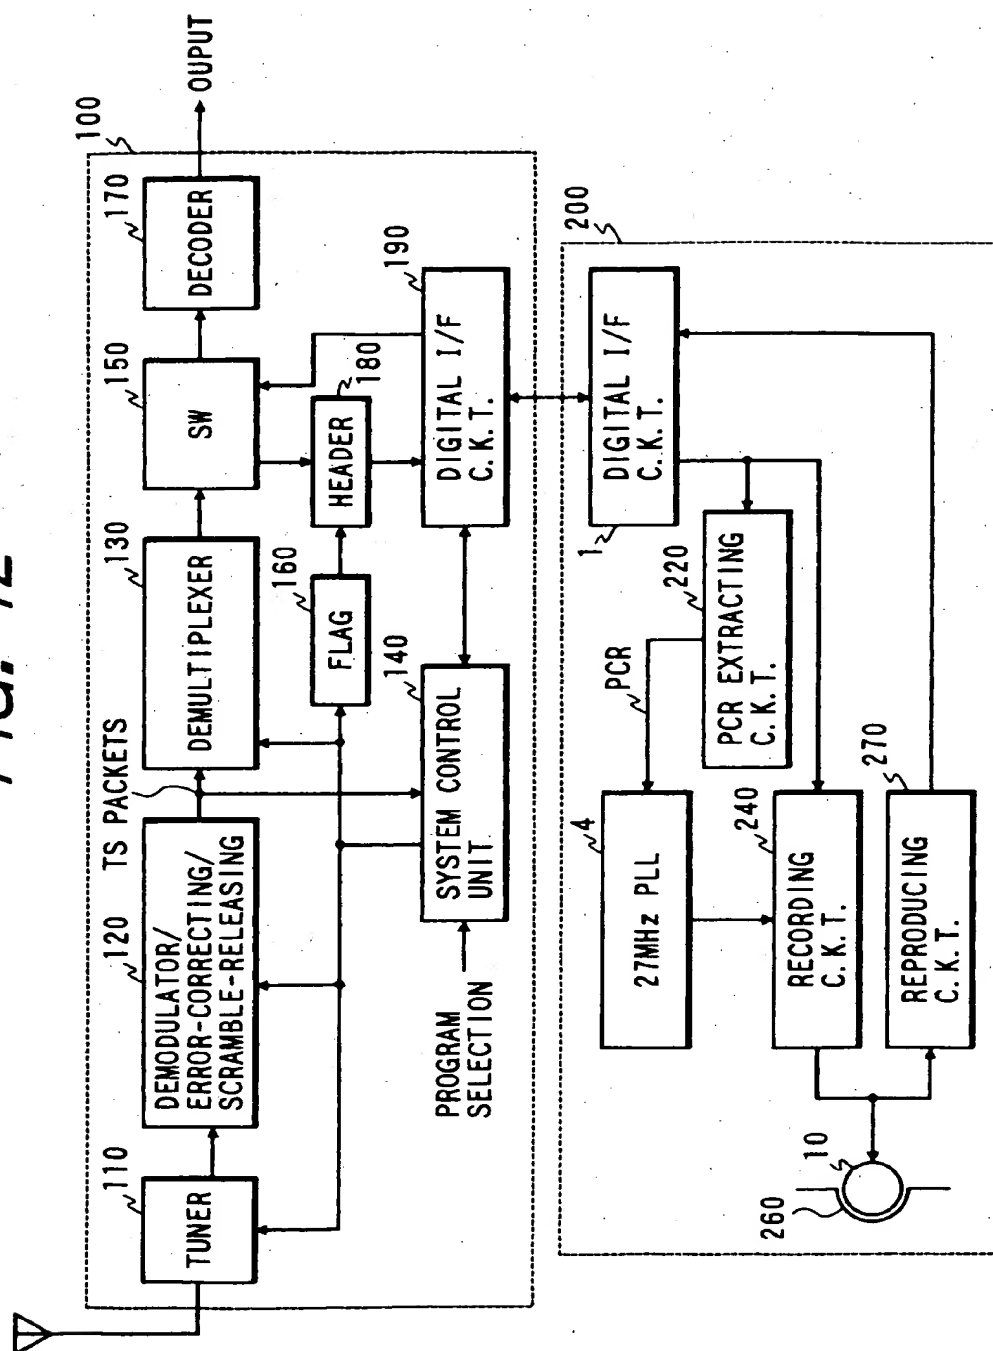 FIG. 12
100
110
TUNER
120
DEMODULATOR/
ERROR-CORRECTING/
SCRAMBLE-RELEASING
TS PACKETS
130
DEMULTIPLEXER
150
SW
170
DECODER
OUPUT
160
FLAG
180
HEADER
PROGRAM
SELECTION
140
SYSTEM CONTROL
UNIT
190
DIGITAL I/F
C.K.T.
200
1
DIGITAL I/F
C.K.T.
220
PCR EXTRACTING
C.K.T.
PCR
4
27MHz PLL
240
RECORDING
C.K.T.
270
REPRODUCING
C.K.T.
10
260